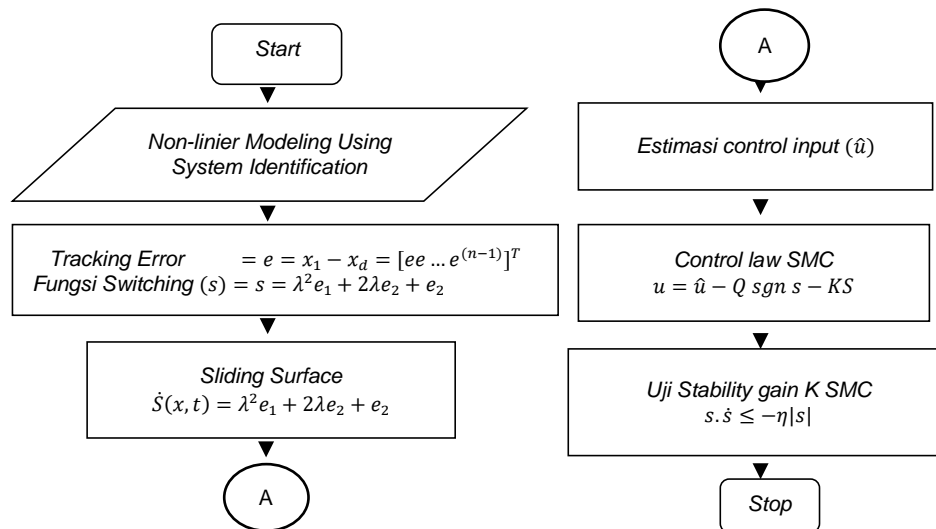 Start
Non-linier Modeling Using
System Identification
Tracking Error = e = x₁ − x_d = [ee … e⁽ⁿ⁻¹⁾]ᵀ
Fungsi Switching (s) = s = λ²e₁ + 2λe₂ + e₂
Sliding Surface
Ṡ(x, t) = λ²e₁ + 2λe₂ + e₂
A
A
Estimasi control input (û)
Control law SMC
u = û − Q sgn s − KS
Uji Stability gain K SMC
s.ṡ ≤ −η|s|
Stop